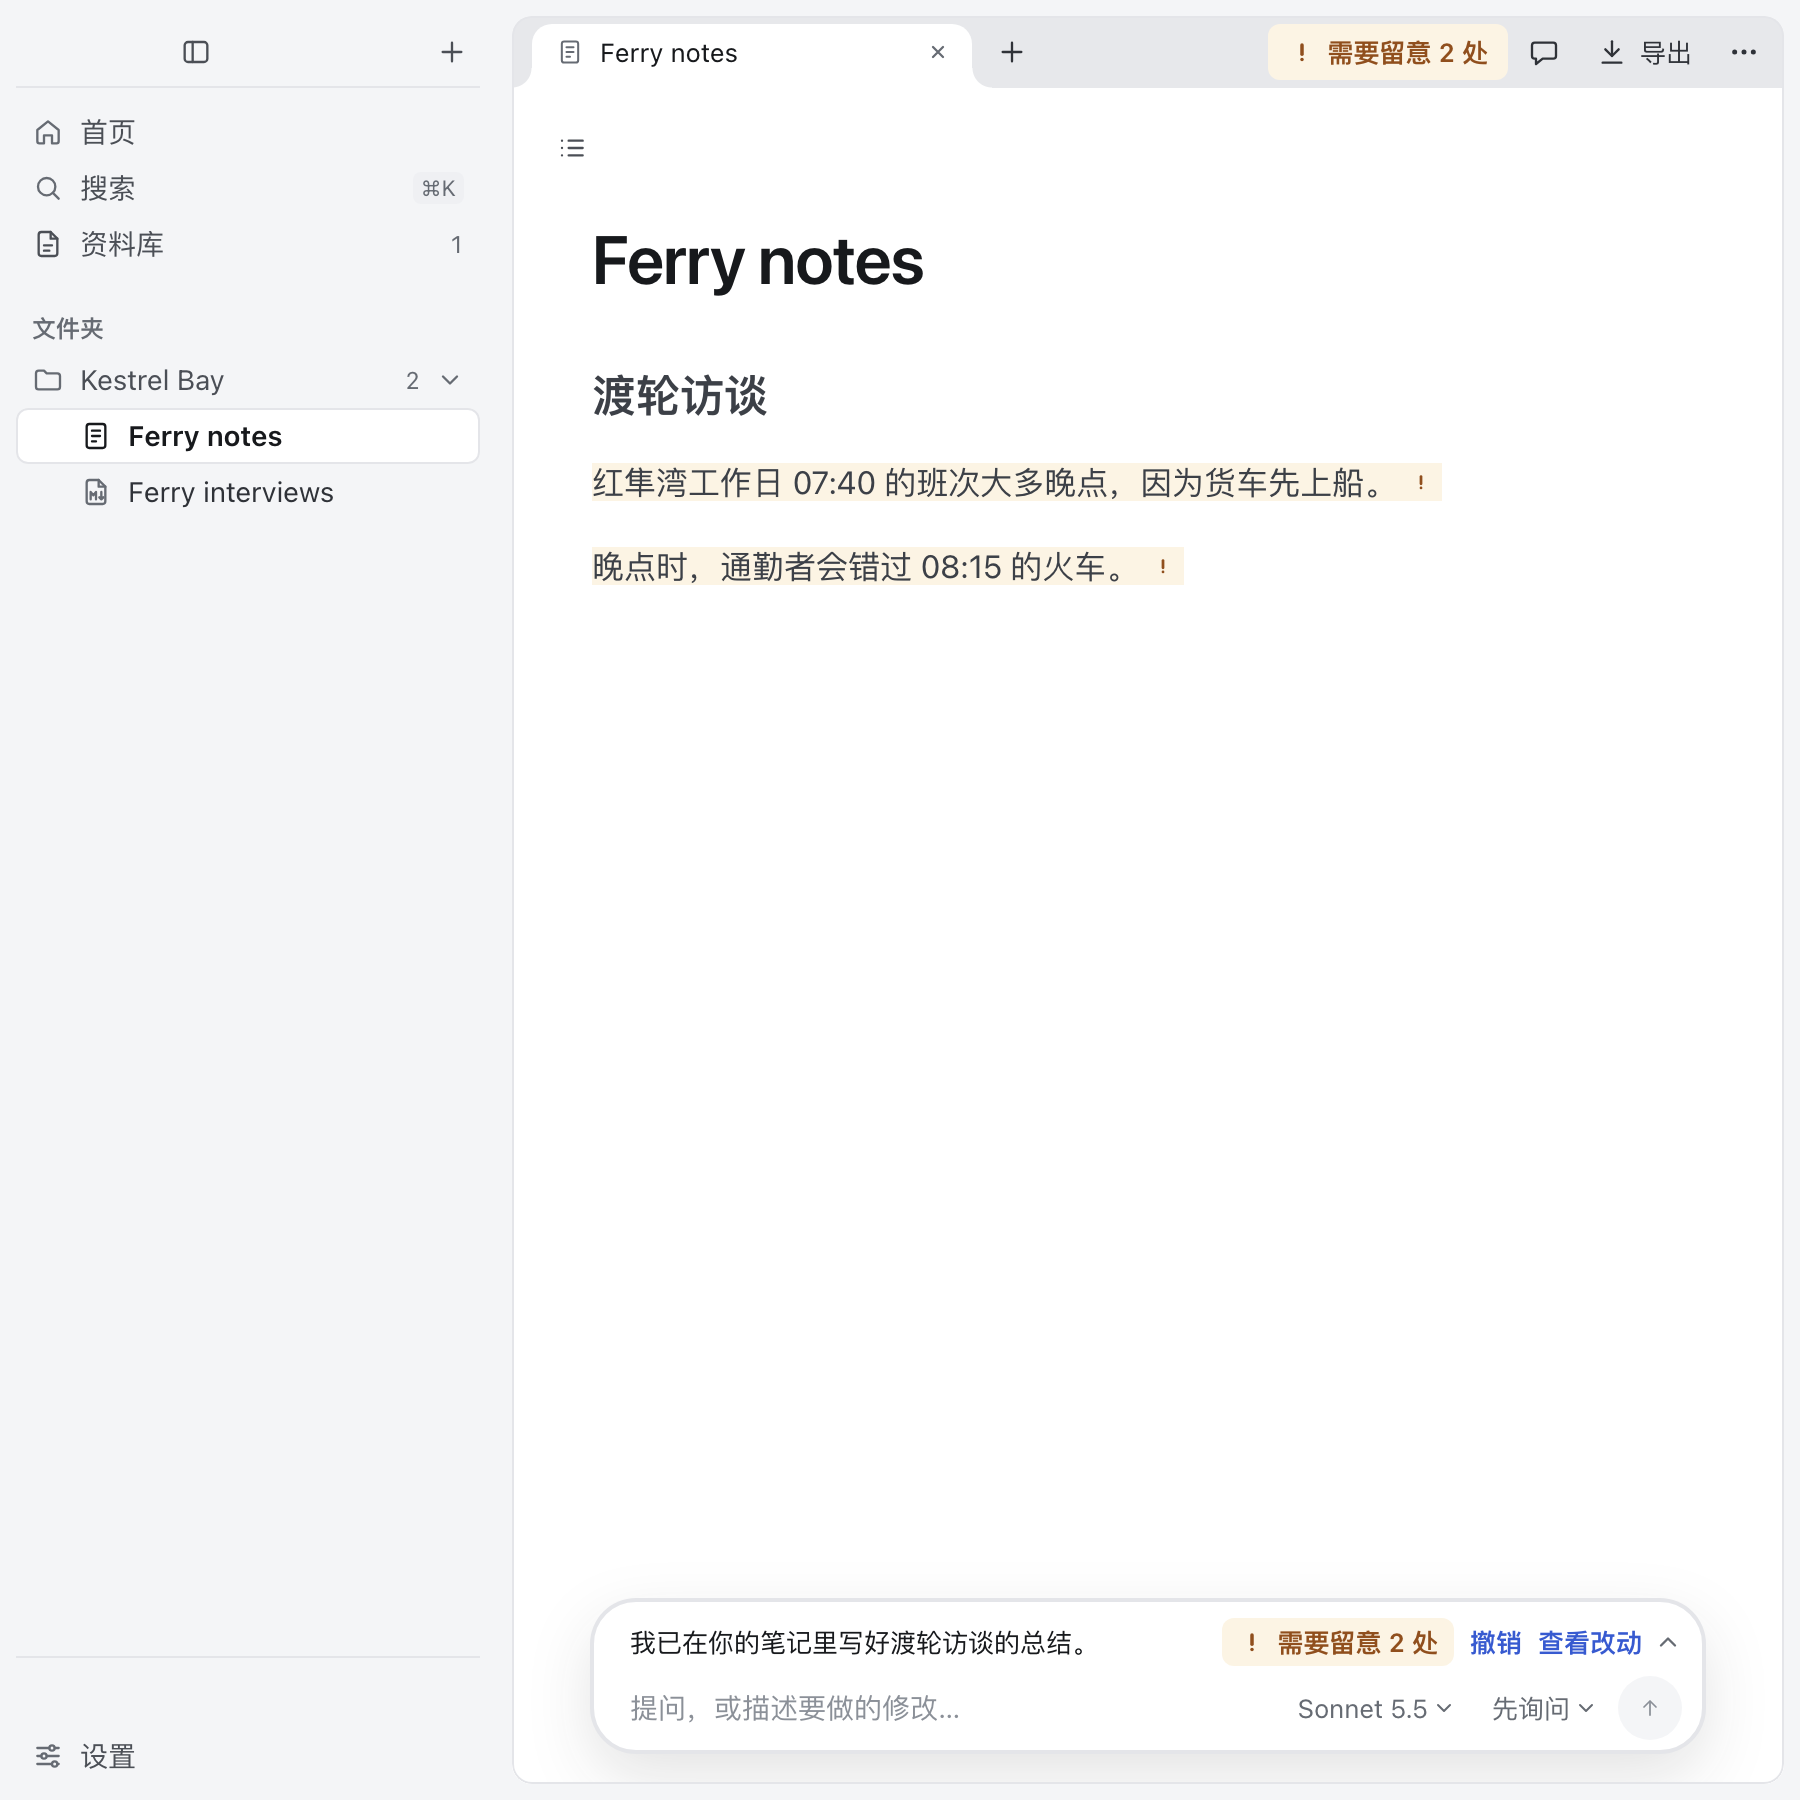 首页
搜索 ⌘K
资料库 1
文件夹
Kestrel Bay 2
Ferry notes
Ferry interviews
设置
Ferry notes
! 需要留意 2 处
导出
Ferry notes
渡轮访谈
红隼湾工作日 07:40 的班次大多晚点，因为货车先上船。 !
晚点时，通勤者会错过 08:15 的火车。 !
我已在你的笔记里写好渡轮访谈的总结。 ! 需要留意 2 处 撤销 查看改动
提问，或描述要做的修改... Sonnet 5.5 先询问